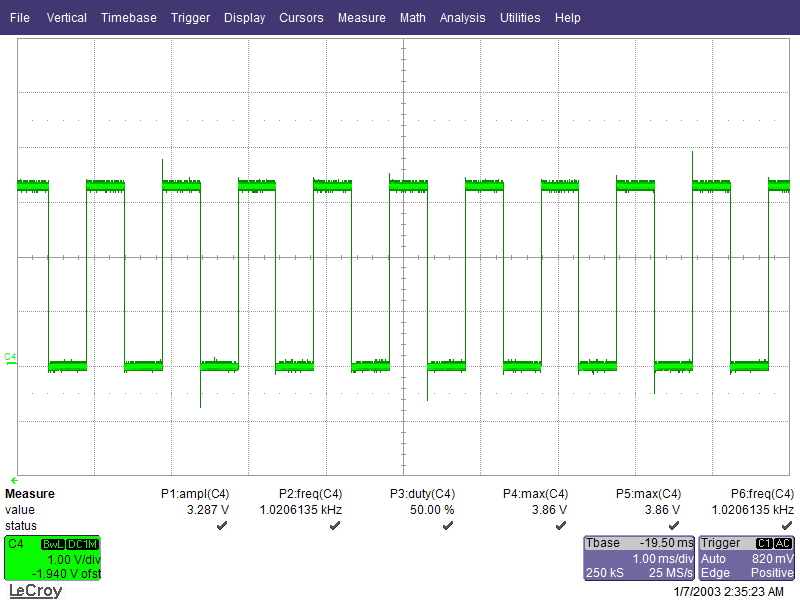 File Vertical Timebase Trigger Display Cursors Measure Math Analysis Utilities Help
C4
Measure P1:ampl(C4) P2:freq(C4) P3:duty(C4) P4:max(C4) P5:max(C4) P6:freq(C4)
value 3.287 V 1.0206135 kHz 50.00 % 3.86 V 3.86 V 1.0206135 kHz
status
C4 BwL DC1M
1.00 V/div
-1.940 V ofst
Tbase -19.50 ms
1.00 ms/div
250 kS 25 MS/s
Trigger C1 AC
Auto 820 mV
Edge Positive
LeCroy
1/7/2003 2:35:23 AM